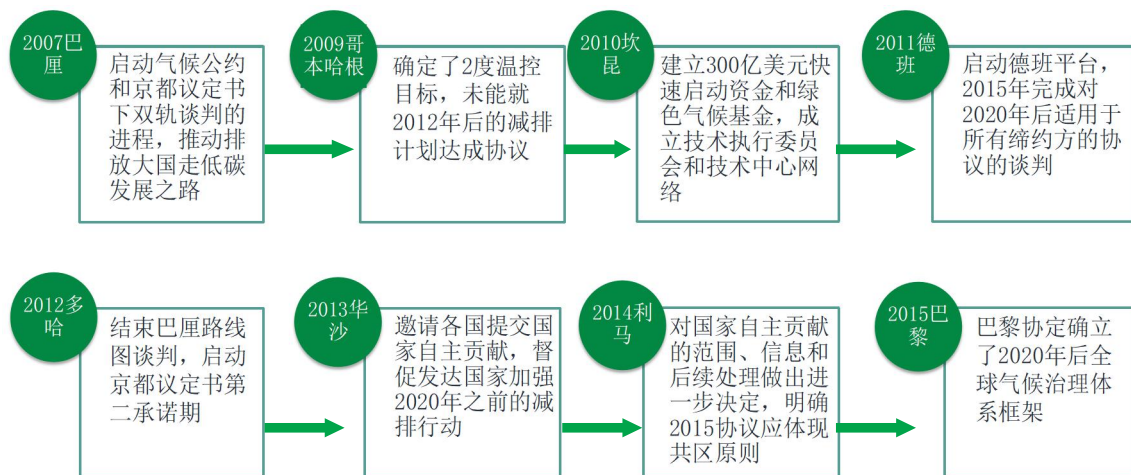 2007巴
厘
启动气候公约
和京都议定书
下双轨谈判的
进程，推动排
放大国走低碳
发展之路
2009哥
本哈根
确定了2度温控
目标，未能就
2012年后的减排
计划达成协议
2010坎
昆
建立300亿美元快
速启动资金和绿
色气候基金，成
立技术执行委员
会和技术中心网
络
2011德
班
启动德班平台，
2015年完成对
2020年后适用于
所有缔约方的协
议的谈判
2012多
哈
结束巴厘路线
图谈判，启动
京都议定书第
二承诺期
2013华
沙
邀请各国提交国
家自主贡献，督
促发达国家加强
2020年之前的减
排行动
2014利
马
对国家自主贡献
的范围、信息和
后续处理做出进
一步决定，明确
2015协议应体现
共区原则
2015巴
黎
巴黎协定确立
了2020年后全
球气候治理体
系框架